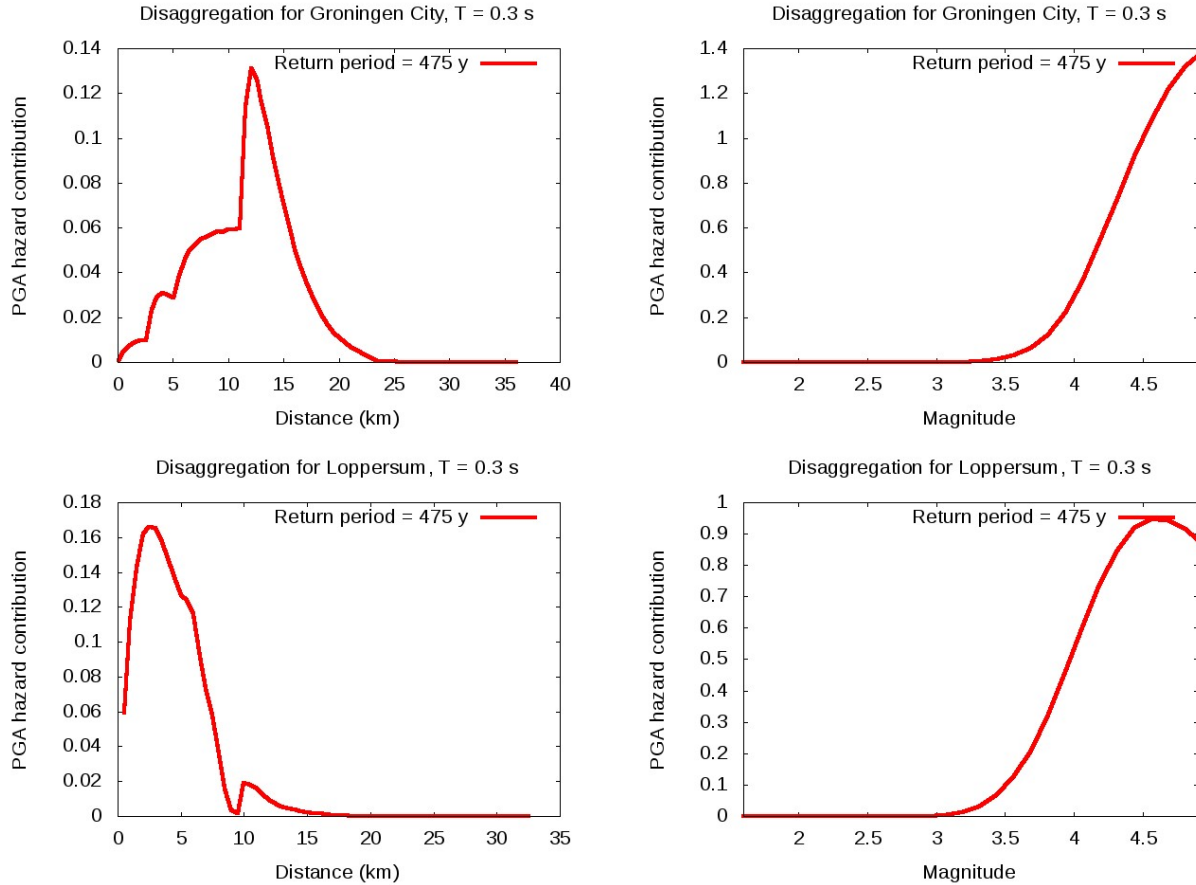 Disaggregation for Groningen City, T = 0.3 s
PGA hazard contribution
0.14
0.12
0.1
0.08
0.06
0.04
0.02
0
Return period = 475 y
0 5 10 15 20 25 30 35 40
Distance (km)
Disaggregation for Groningen City, T = 0.3 s
PGA hazard contribution
1.4
1.2
1
0.8
0.6
0.4
0.2
0
Return period = 475 y
2 2.5 3 3.5 4 4.5
Magnitude
Disaggregation for Loppersum, T = 0.3 s
PGA hazard contribution
0.18
0.16
0.14
0.12
0.1
0.08
0.06
0.04
0.02
0
Return period = 475 y
0 5 10 15 20 25 30 35
Distance (km)
Disaggregation for Loppersum, T = 0.3 s
PGA hazard contribution
1
0.9
0.8
0.7
0.6
0.5
0.4
0.3
0.2
0.1
0
Return period = 475 y
2 2.5 3 3.5 4 4.5
Magnitude